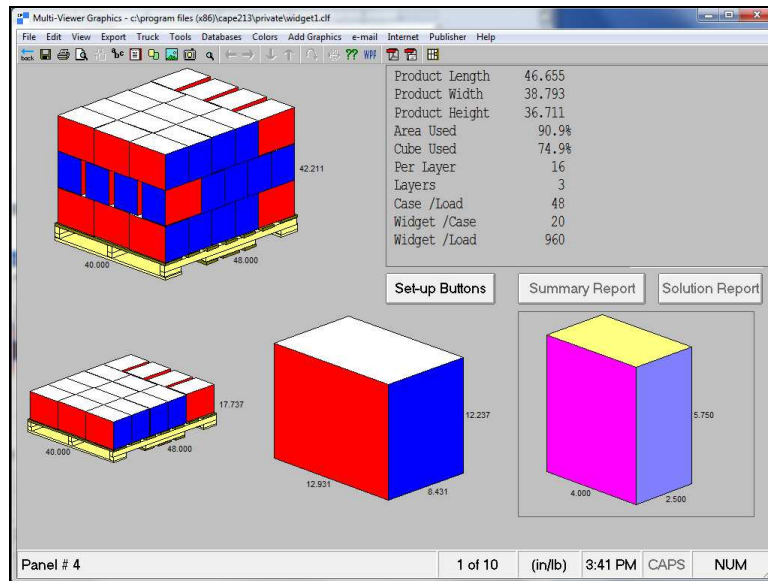 Multi-Viewer Graphics - c:\program files (x86)\cape213\private\widget1.clf
File Edit View Export Truck Tools Databases Colors Add Graphics e-mail Internet Publisher Help
back ?? WPF
Product Length 46.655
Product Width 38.793
Product Height 36.711
Area Used 90.9%
Cube Used 74.9%
Per Layer 16
Layers 3
Case /Load 48
Widget /Case 20
Widget /Load 960
42.211
40.000
48.000
Set-up Buttons Summary Report Solution Report
17.737
40.000
48.000
12.237
12.931
8.431
5.750
4.000
2.500
Panel # 4 1 of 10 (in/lb) 3:41 PM CAPS NUM